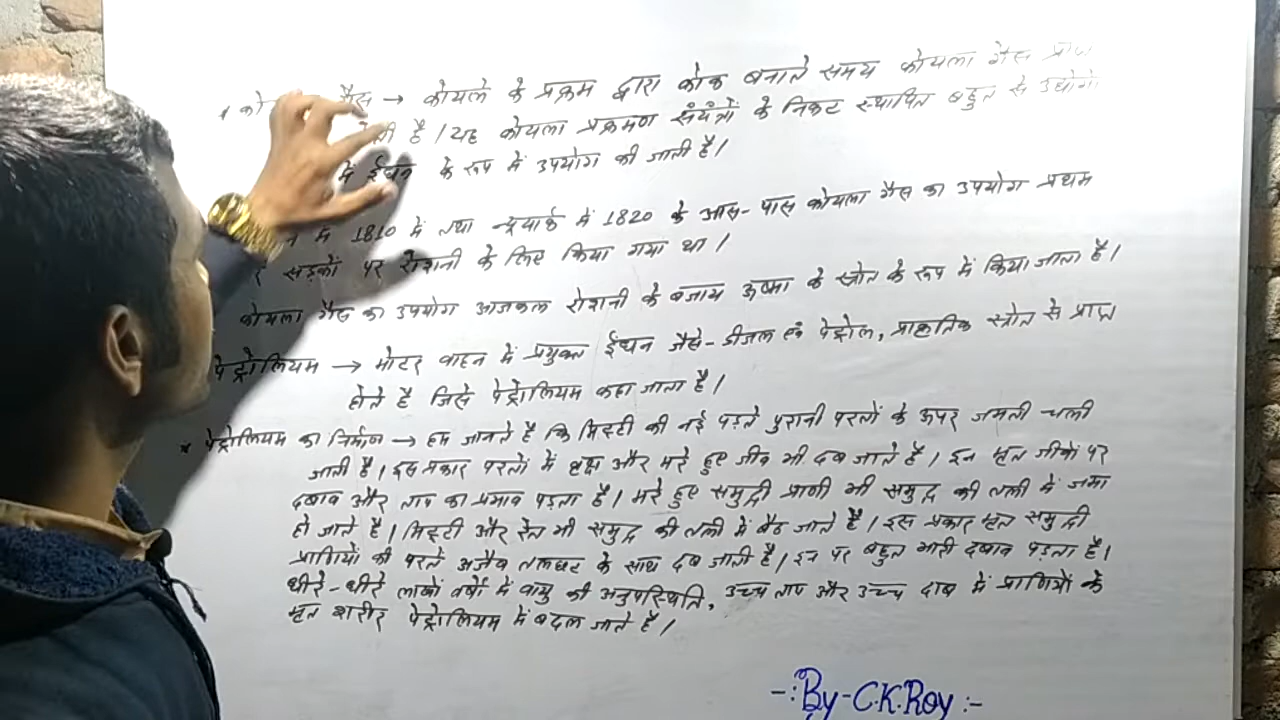 * को गैस → कोयले के प्रक्रम द्वारा कोक बनाते समय कोयला गैस प्राप्त
है। यह कोयला प्रक्रमण संयंत्रों के निकट स्थापित बहुत से उद्योगो
में ईंधन के रूप में उपयोग की जाती है।
में 1810 में तथा न्यूयार्क में 1820 के आस-पास कोयला गैस का उपयोग प्रथम
सड़कों पर रोशनी के लिए किया गया था।
कोयला गैस का उपयोग आजकल रोशनी के बजाय ऊष्मा के स्त्रोत के रूप में किया जाता है।
पेट्रोलियम → मोटर वाहन में प्रयुक्त ईंधन जैसे- डीजल एवं पेट्रोल, प्राकृतिक स्त्रोत से प्राप्त
होते है जिसे पेट्रोलियम कहा जाता है।
* पेट्रोलियम का निर्माण → हम जानते है कि मिट्टी की नई पड़ते पुरानी परतों के ऊपर जमती चली
जाती है। इस प्रकार परतों में वृक्ष और मरे हुए जीव भी दब जाते है। इन मृत जीवों पर
दबाव और ताप का प्रभाव पड़ता है। मरे हुए समुद्री प्राणी भी समुद्र की तली में जमा
हो जाते है। मिट्टी और रेत भी समुद्र की तली में बैठ जाते है। इस प्रकार मृत समुद्री
प्राणियों की परते अजैव तलछट के साथ दब जाती है। इन पर बहुत भारी दबाव पड़ता है।
धीरे-धीरे लाखों वर्षों में वायु की अनुपस्थिति, उच्च ताप और उच्च दाब में प्राणियों के
मृत शरीर पेट्रोलियम में बदल जाते है।
-:By-C.K.Roy:-